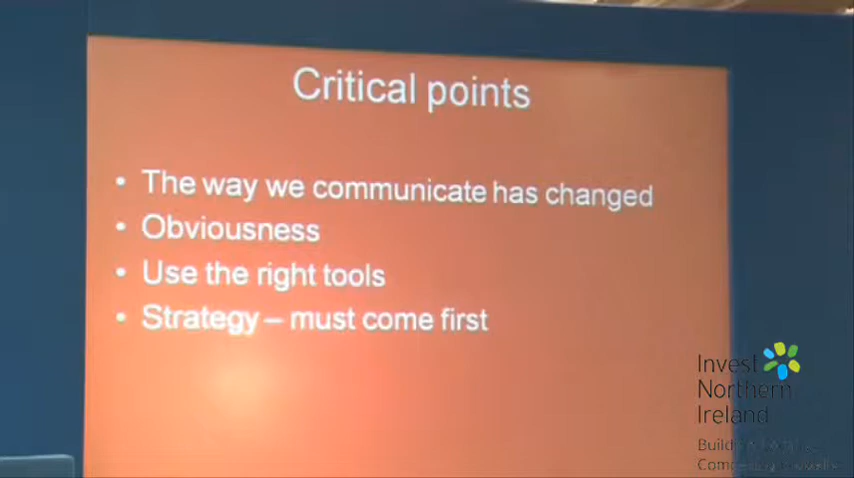 Critical points
• The way we communicate has changed
• Obviousness
• Use the right tools
• Strategy – must come first
Invest
Northern
Ireland
Building